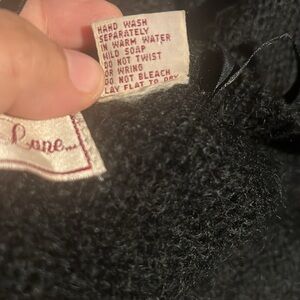 HAND WASH
SEPARATELY
IN WARM WATER
MILD SOAP
DO NOT TWIST
OR WRING
DO NOT BLEACH
LAY FLAT TO DRY
Lane...